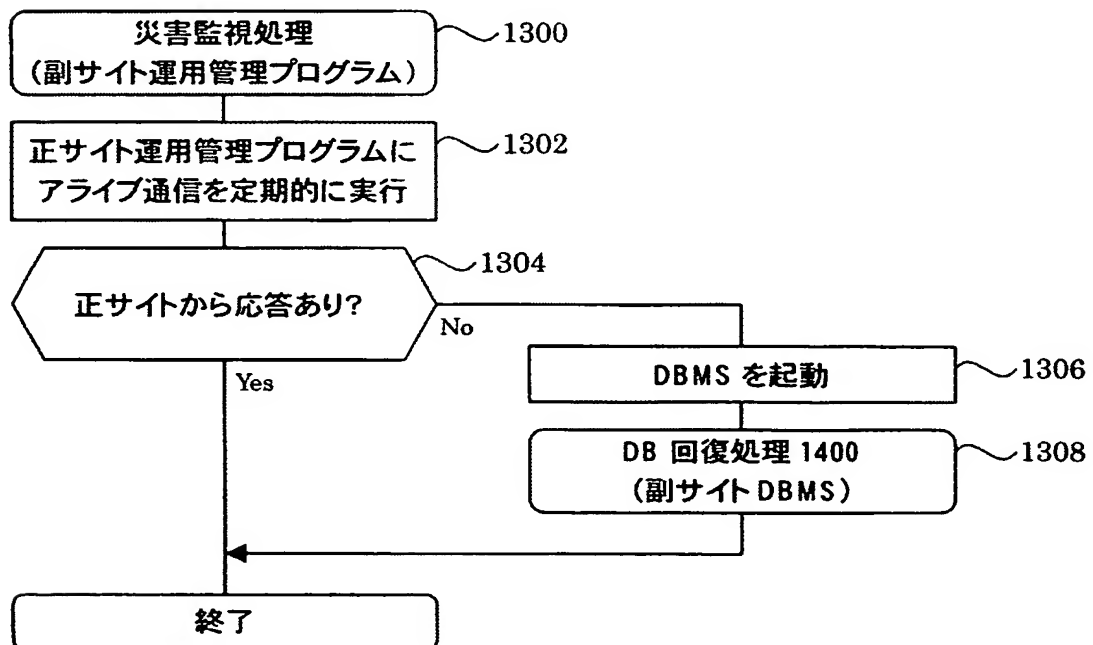 災害監視処理
(副サイト運用管理プログラム)
1300
正サイト運用管理プログラムに
アライブ通信を定期的に実行
1302
正サイトから応答あり?
1304
No
Yes
DBMS を起動
1306
DB 回復処理 1400
(副サイトDBMS)
1308
終了